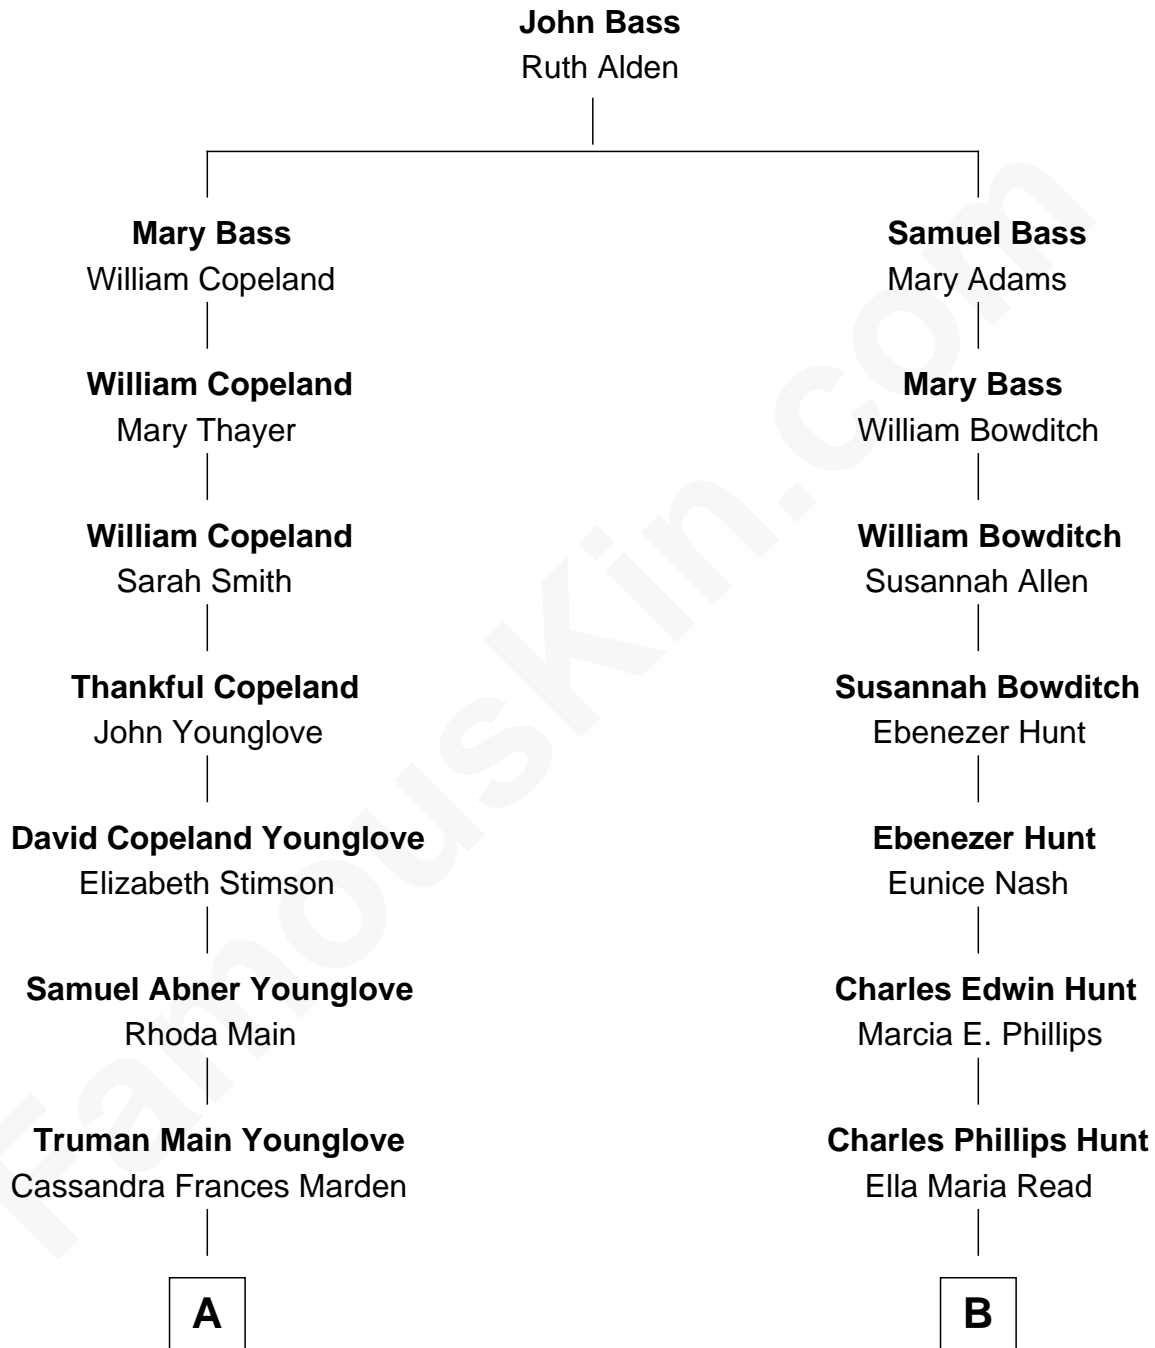 John Bass
Ruth Alden
Mary Bass
William Copeland
Samuel Bass
Mary Adams
William Copeland
Mary Thayer
Mary Bass
William Bowditch
William Copeland
Sarah Smith
William Bowditch
Susannah Allen
Thankful Copeland
John Younglove
Susannah Bowditch
Ebenezer Hunt
David Copeland Younglove
Elizabeth Stimson
Ebenezer Hunt
Eunice Nash
Samuel Abner Younglove
Rhoda Main
Charles Edwin Hunt
Marcia E. Phillips
Truman Main Younglove
Cassandra Frances Marden
Charles Phillips Hunt
Ella Maria Read
A
B
FamousKin.com